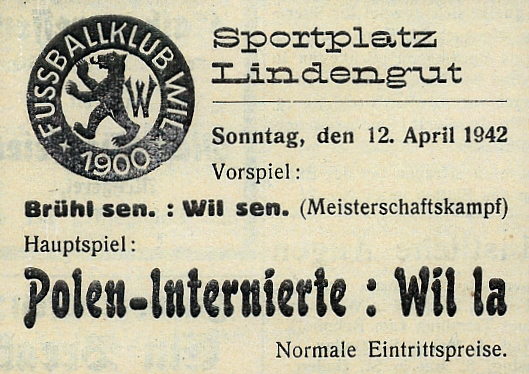 FUSSBALLKLUB WIL
1900
W
Sportplatz
Lindengut
Sonntag, den 12. April 1942
Vorspiel:
Brühl sen. : Wil sen. (Meisterschaftskampf)
Hauptspiel:
Polen-Internierte : Wil Ia
Normale Eintrittspreise.